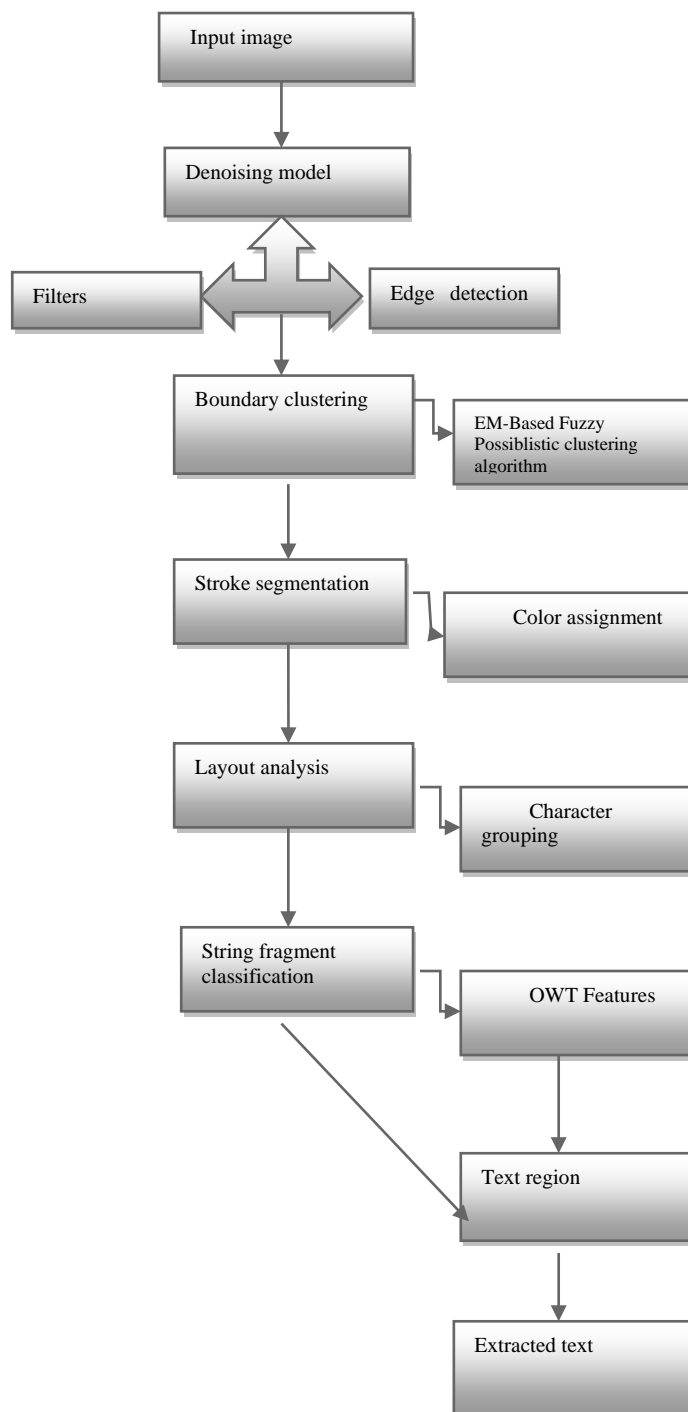 Input image
Denoising model
Filters
Edge detection
Boundary clustering
EM-Based Fuzzy
Possiblistic clustering
algorithm
Stroke segmentation
Color assignment
Layout analysis
Character
grouping
String fragment
classification
OWT Features
Text region
Extracted text